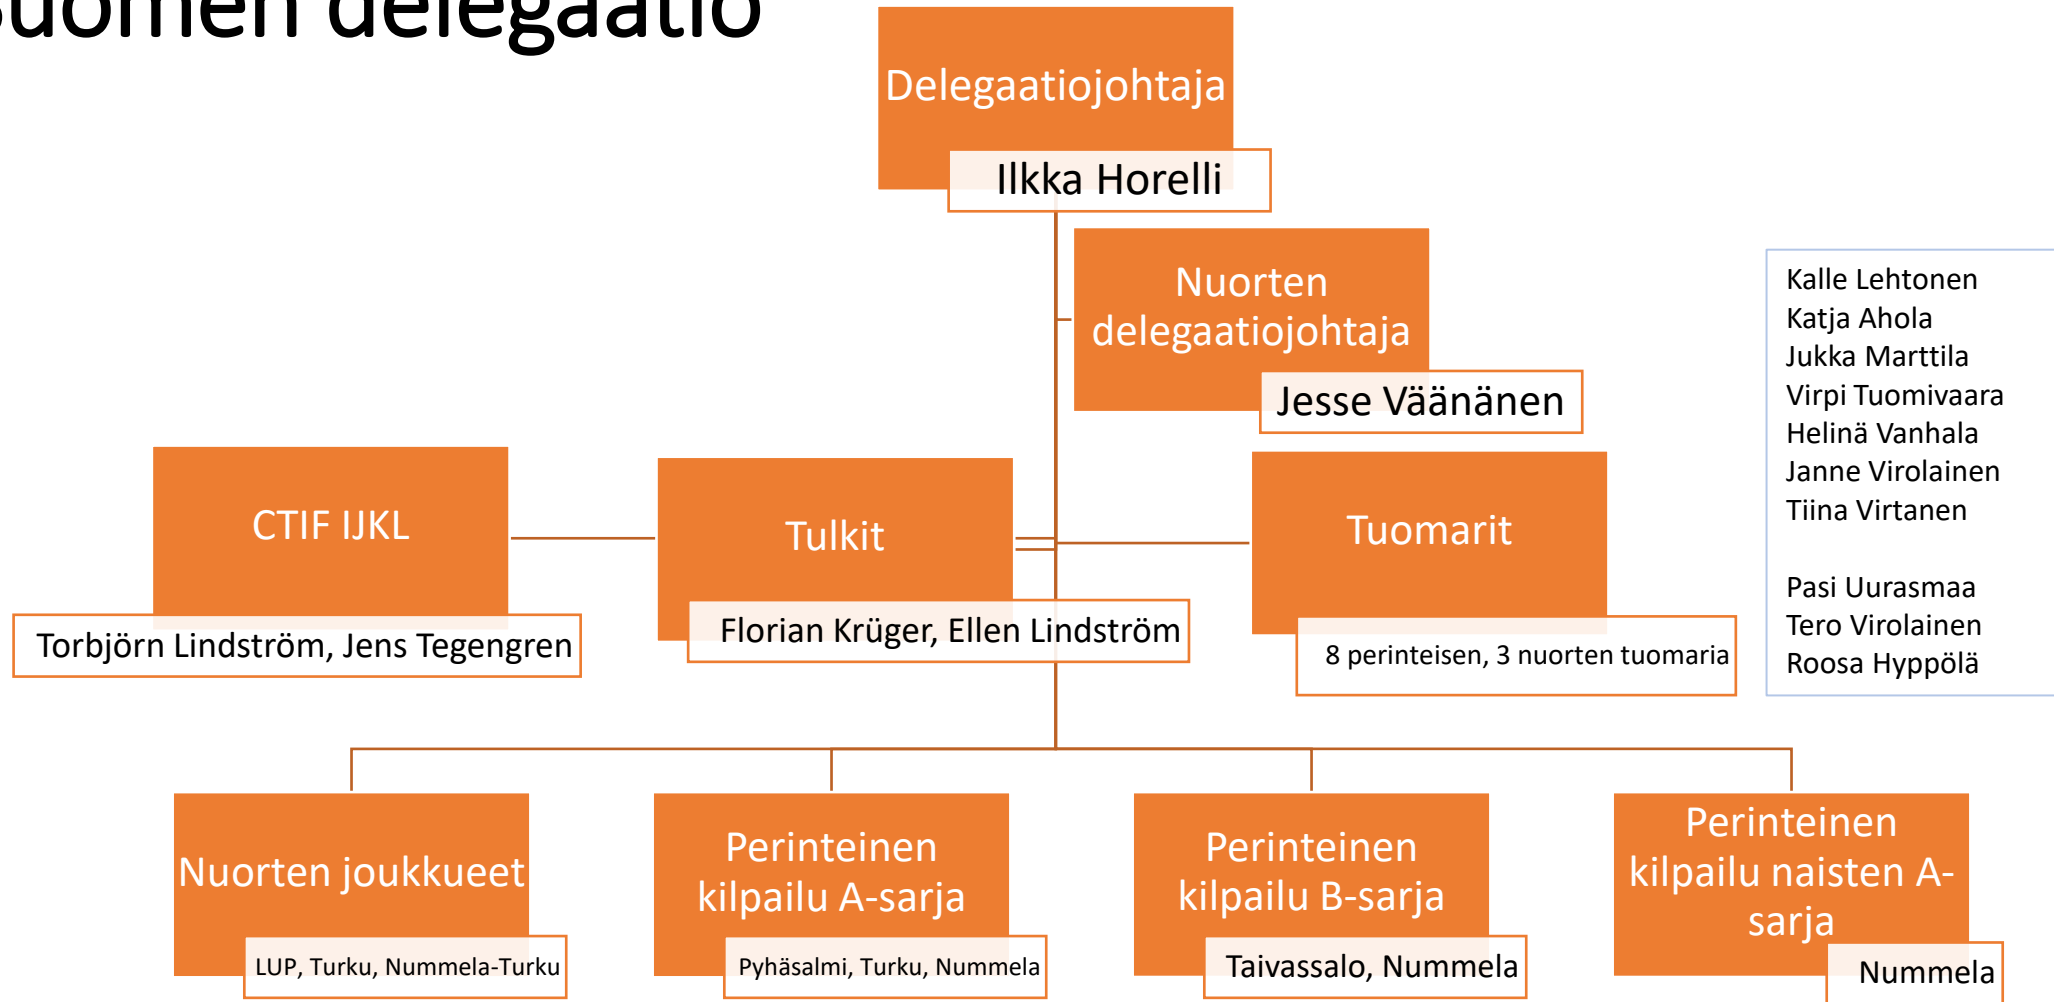 Suomen delegaatio
Delegaatiojohtaja
Ilkka Horelli
Nuorten
delegaatiojohtaja
Jesse Väänänen
CTIF IJKL
Torbjörn Lindström, Jens Tegengren
Tulkit
Florian Krüger, Ellen Lindström
Tuomarit
8 perinteisen, 3 nuorten tuomaria
Kalle Lehtonen
Katja Ahola
Jukka Marttila
Virpi Tuomivaara
Helinä Vanhala
Janne Virolainen
Tiina Virtanen
Pasi Uurasmaa
Tero Virolainen
Roosa Hyppölä
Nuorten joukkueet
LUP, Turku, Nummela-Turku
Perinteinen
kilpailu A-sarja
Pyhäsalmi, Turku, Nummela
Perinteinen
kilpailu B-sarja
Taivassalo, Nummela
Perinteinen
kilpailu naisten A-
sarja
Nummela